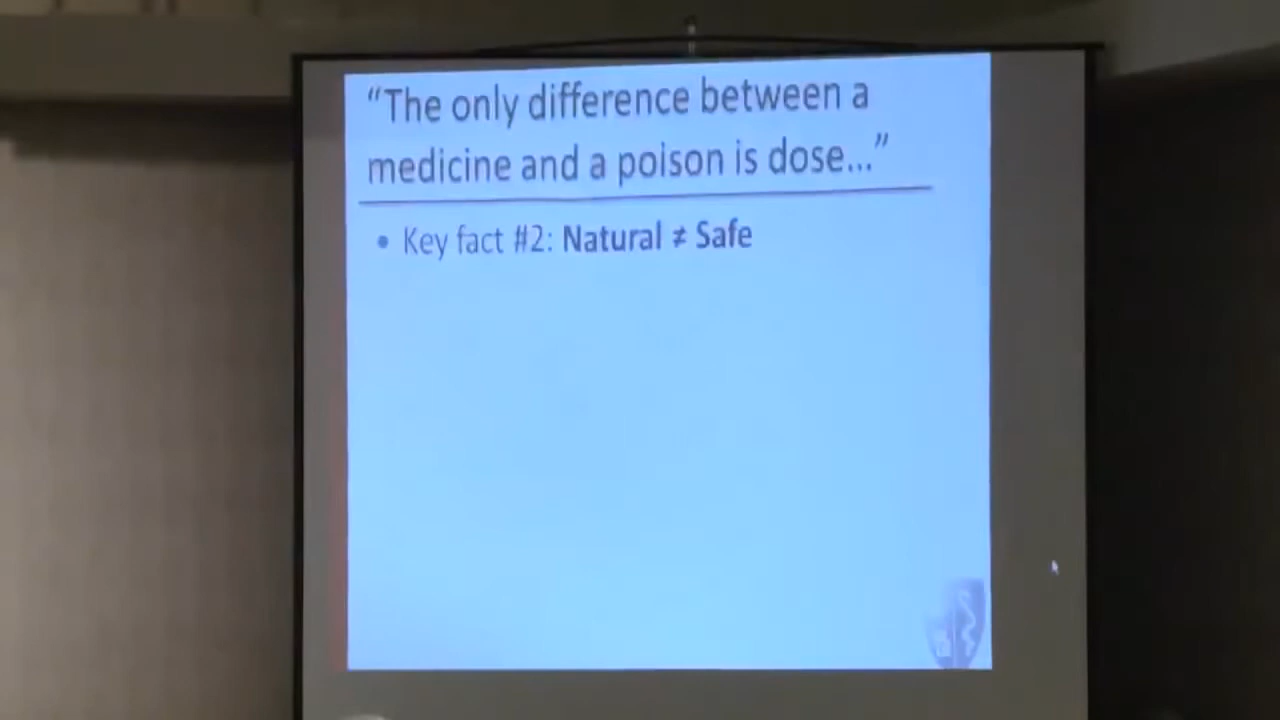 “The only difference between a
medicine and a poison is dose...”
• Key fact #2: Natural ≠ Safe